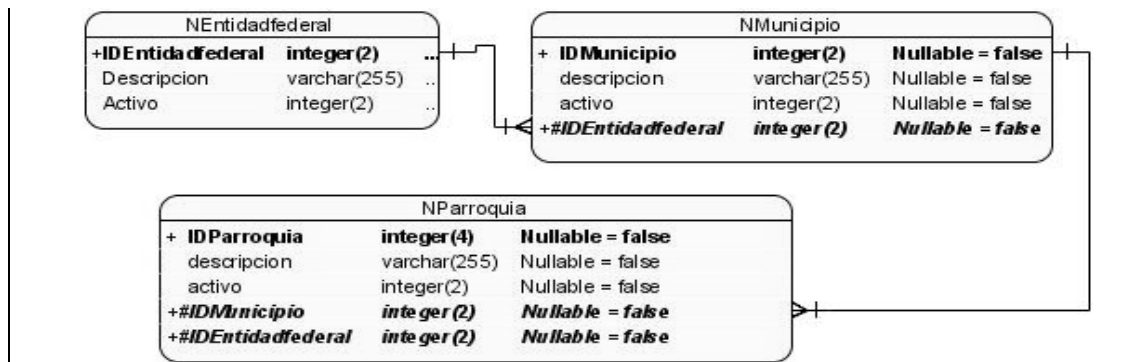 NEntidadfederal
+IDEntidadfederal integer(2) ...
Descripcion varchar(255) ..
Activo integer(2) ..
NMunicipio
+ IDMunicipio integer(2) Nullable = false
descripcion varchar(255) Nullable = false
activo integer(2) Nullable = false
+#IDEntidadfederal integer(2) Nullable = false
NParroquia
+ IDParroquia integer(4) Nullable = false
descripcion varchar(255) Nullable = false
activo integer(2) Nullable = false
+#IDMunicipio integer(2) Nullable = false
+#IDEntidadfederal integer(2) Nullable = false